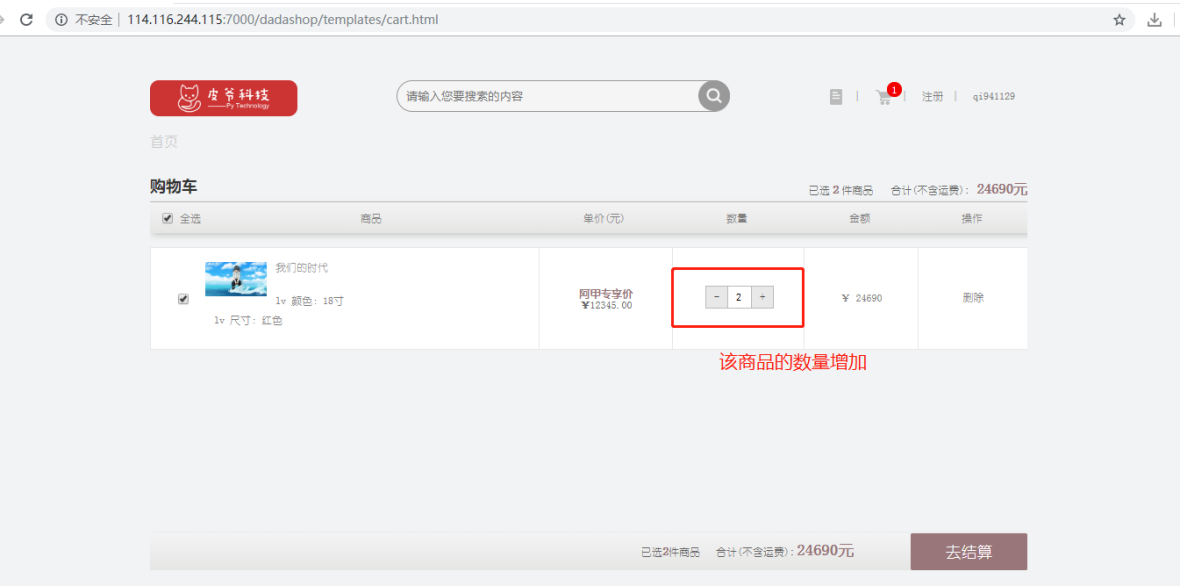 不安全 | 114.116.244.115:7000/dadashop/templates/cart.html
皮爷科技
——Py Technology
请输入您要搜索的内容
1
注册
qi941129
首页
购物车
已选 2 件商品 合计(不含运费): 24690元
全选 商品 单价(元) 数量 金额 操作
我们的时代
lv 颜色: 18寸
lv 尺寸: 红色
阿甲专享价
¥12345.00
- 2 +
¥ 24690
删除
该商品的数量增加
已选2件商品 合计(不含运费): 24690元
去结算